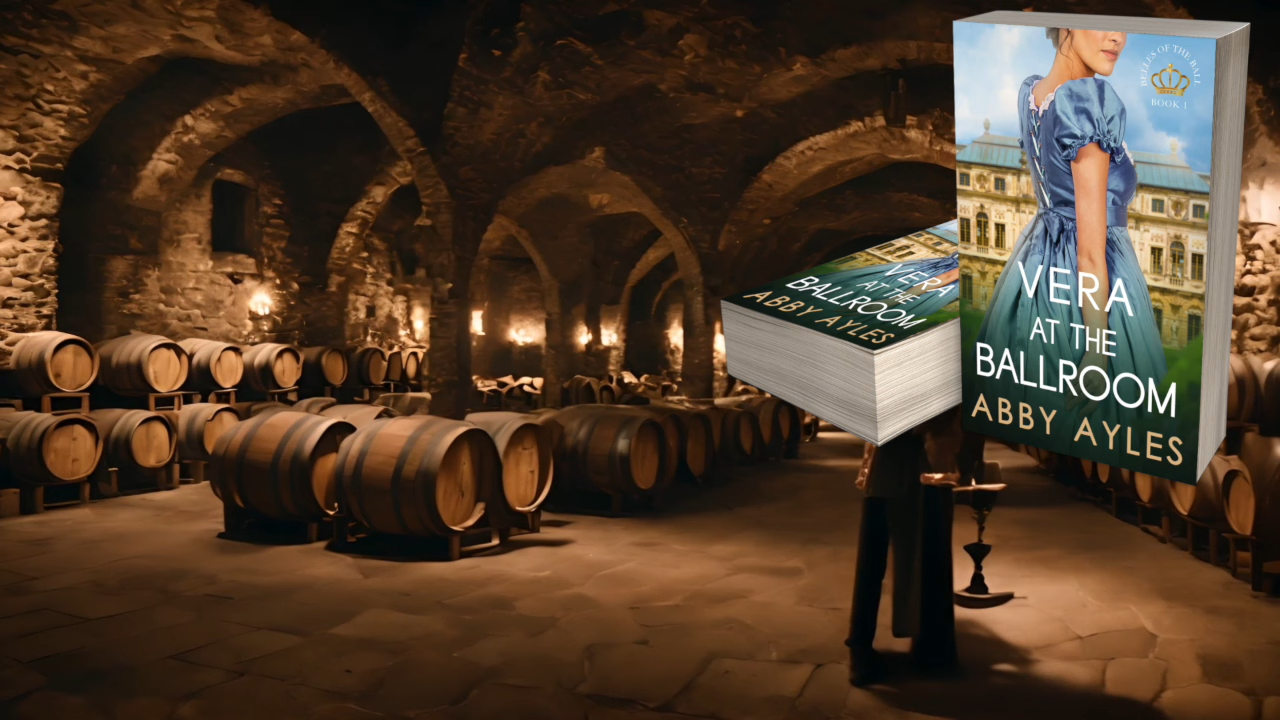 BELLES OF THE BALL
BOOK 1
VERA
AT THE
BALLROOM
ABBY AYLES
VERA
AT THE
BALLROOM
ABBY AYLES